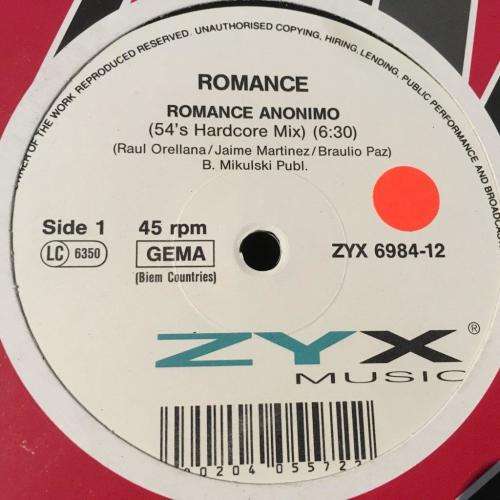 OWNER OF THE WORK REPRODUCED RESERVED. UNAUTHORISED COPYING, HIRING, LENDING, PUBLIC PERFORMANCE AND BROADCAS
ROMANCE
ROMANCE ANONIMO
(54's Hardcore Mix) (6:30)
(Raul Orellana/Jaime Martinez/Braulio Paz)
B. Mikulski Publ.
Side 1 45 rpm
LC 6350 GEMA ZYX 6984-12
(Biem Countries)
ZYX ®
MUSIC